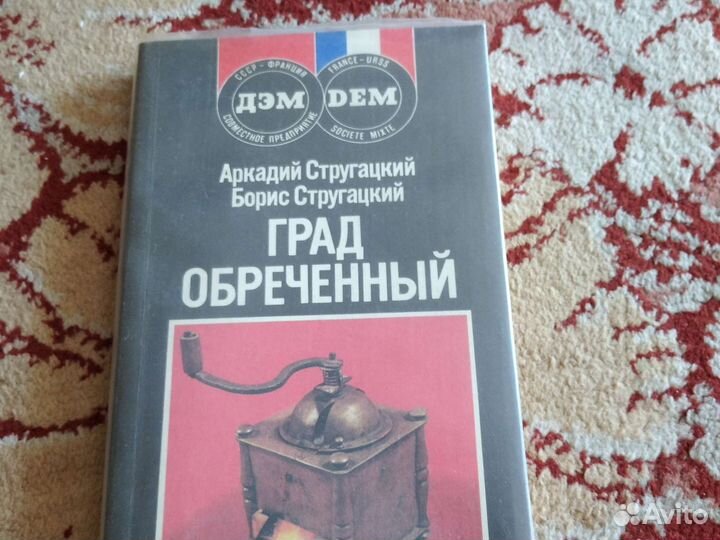 СССР - ФРАНЦИЯ
ДЭМ
СОВМЕСТНОЕ ПРЕДПРИЯТИЕ
FRANCE - URSS
DEM
SOCIETE MIXTE
Аркадий Стругацкий
Борис Стругацкий
ГРАД
ОБРЕЧЕННЫЙ
Avito